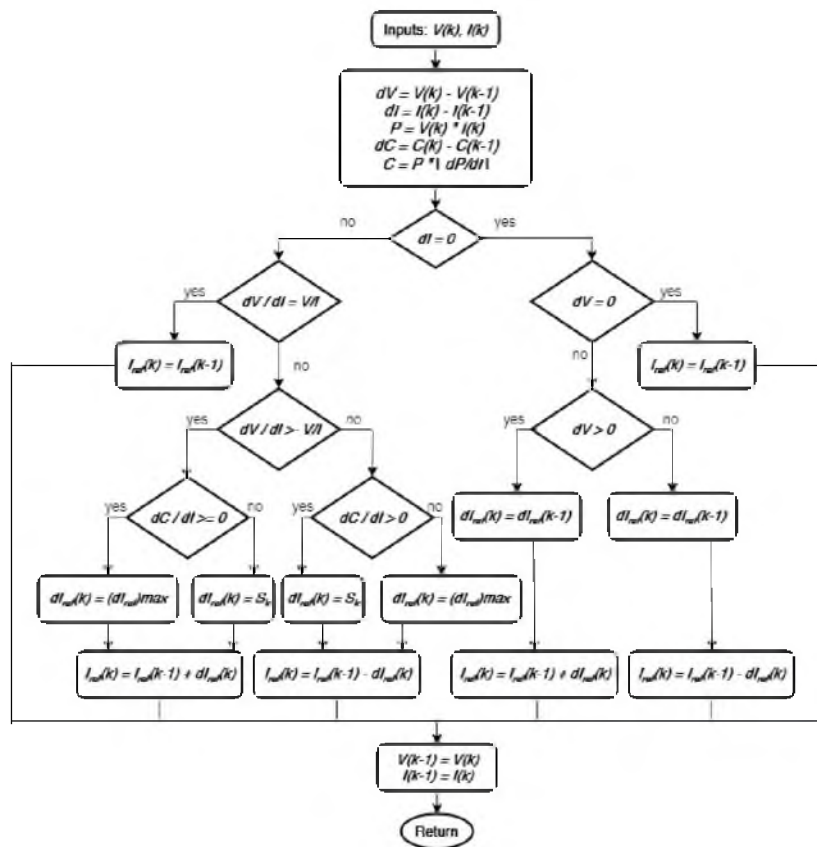 Inputs: V(k), I(k)
dV = V(k) - V(k-1)
dI = I(k) - I(k-1)
P = V(k) * I(k)
dC = C(k) - C(k-1)
C = P *\ dP/dI \
no
dI = 0
yes
yes
dV / dI = V/I
dV = 0
yes
I_ref(k) = I_ref(k-1)
no
no
I_ref(k) = I_ref(k-1)
yes
dV / dI >- V/I
no
yes
dV > 0
no
yes
dC / dI >= 0
no
yes
dC / dI > 0
no
dI_ref(k) = dI_ref(k-1)
dI_ref(k) = dI_ref(k-1)
dI_ref(k) = (dI_ref)max
dI_ref(k) = S_k
dI_ref(k) = S_k
dI_ref(k) = (dI_ref)max
I_ref(k) = I_ref(k-1) + dI_ref(k)
I_ref(k) = I_ref(k-1) - dI_ref(k)
I_ref(k) = I_ref(k-1) + dI_ref(k)
I_ref(k) = I_ref(k-1) - dI_ref(k)
V(k-1) = V(k)
I(k-1) = I(k)
Return